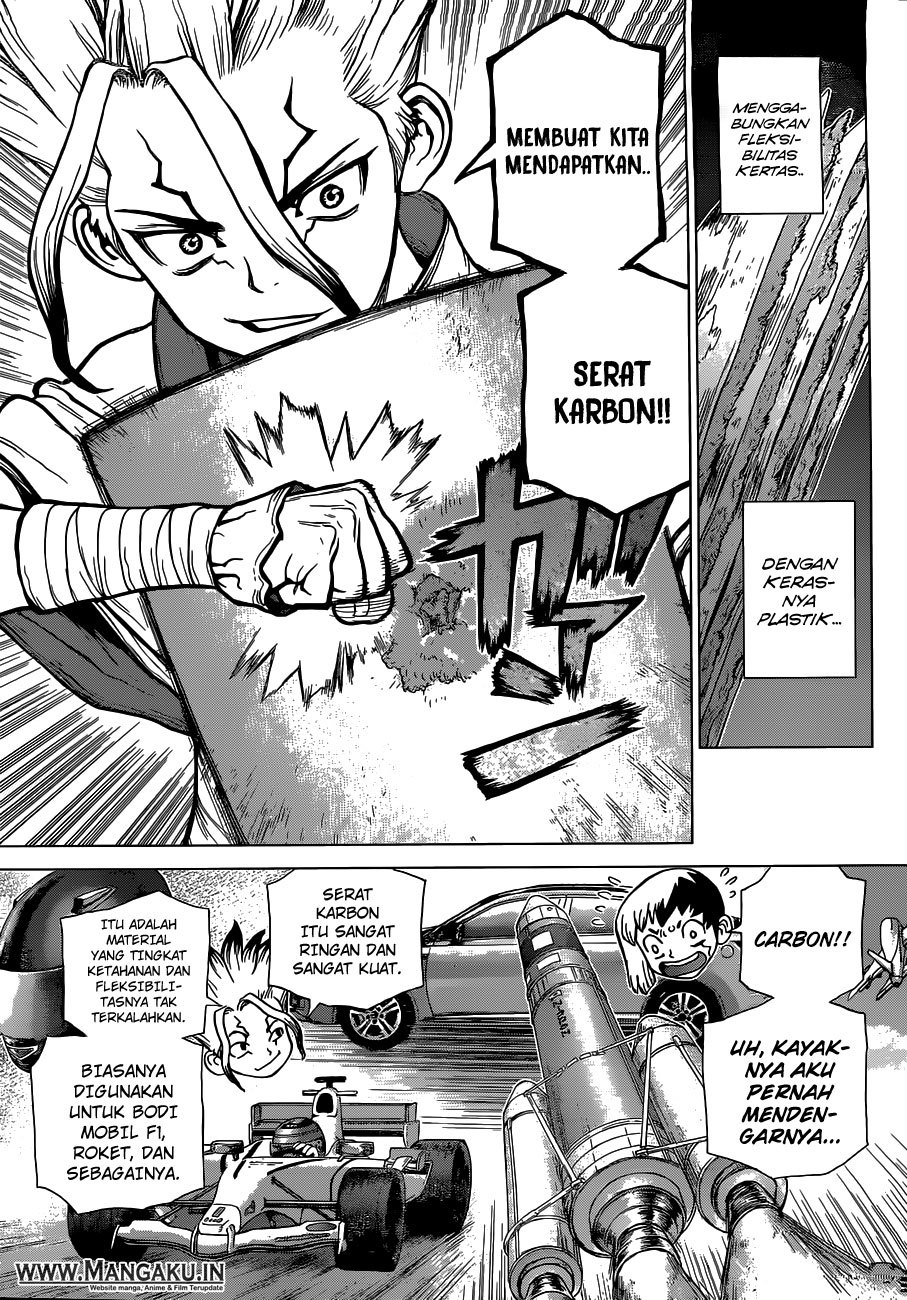 MENGGA-
BUNGKAN
FLEKSI-
BILITAS
KERTAS..
DENGAN
KERAS-
NYA
PLASTIK...
MEMBUAT KITA
MENDAPATKAN..
SERAT
KARBON!!
ガッ
CARBON!!
UH, KAYAK-
NYA AKU
PERNAH
MENDEN-
GARNYA...
SERAT
KARBON
ITU SANGAT
RINGAN DAN
SANGAT KUAT.
ITU ADALAH
MATERIAL
YANG TINGKAT
KETAHANAN DAN
FLEKSIBILI-
TASNYA TAK
TERKALAHKAN.
BIASANYA
DIGUNAKAN
UNTUK BODI
MOBIL F1,
ROKET, DAN
SEBAGAINYA.
WWW.MANGAKU.IN
Website manga, Anime & Film Terupdate